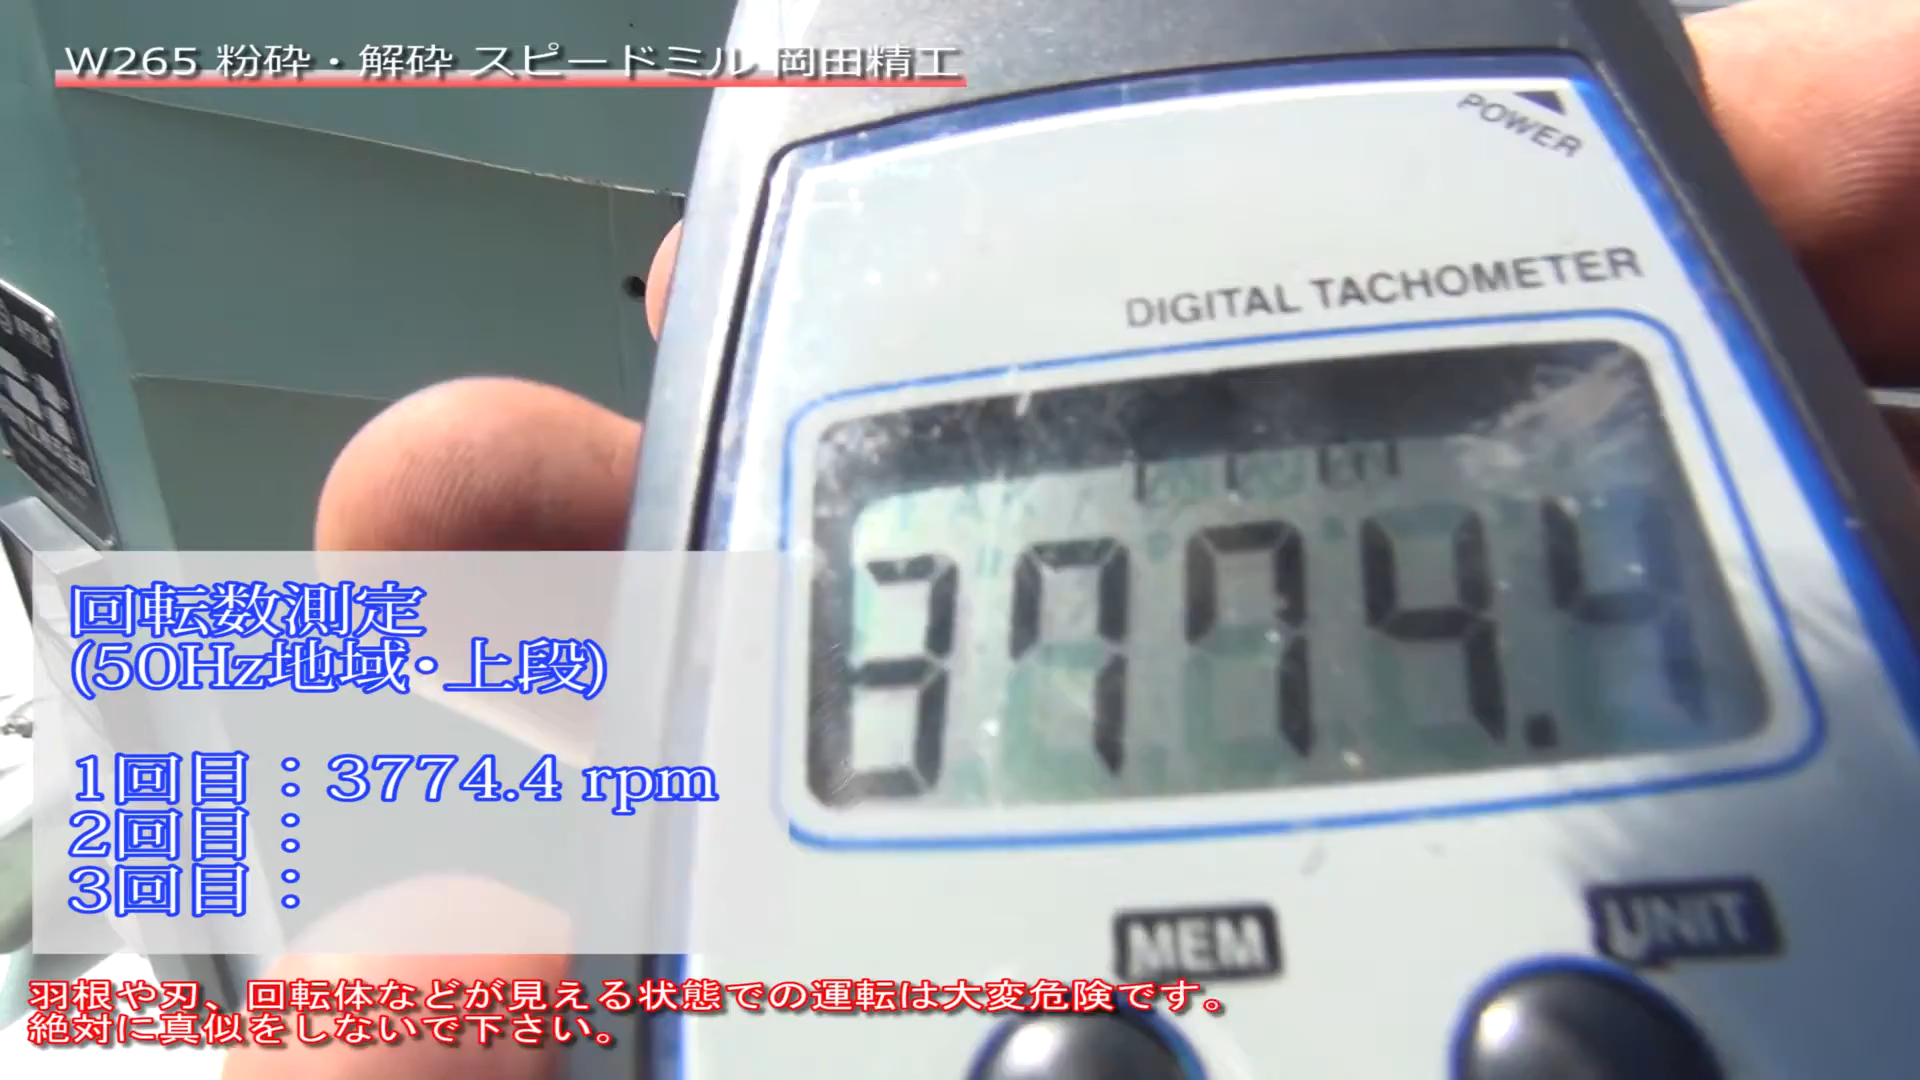 W265 粉砕・解砕 スピードミル 岡田精工
POWER
DIGITAL TACHOMETER
3774.4
回転数測定
(50Hz地域・上段)
1回目：3774.4 rpm
2回目：
3回目：
MEM
UNIT
羽根や刃、回転体などが見える状態での運転は大変危険です。
絶対に真似をしないで下さい。